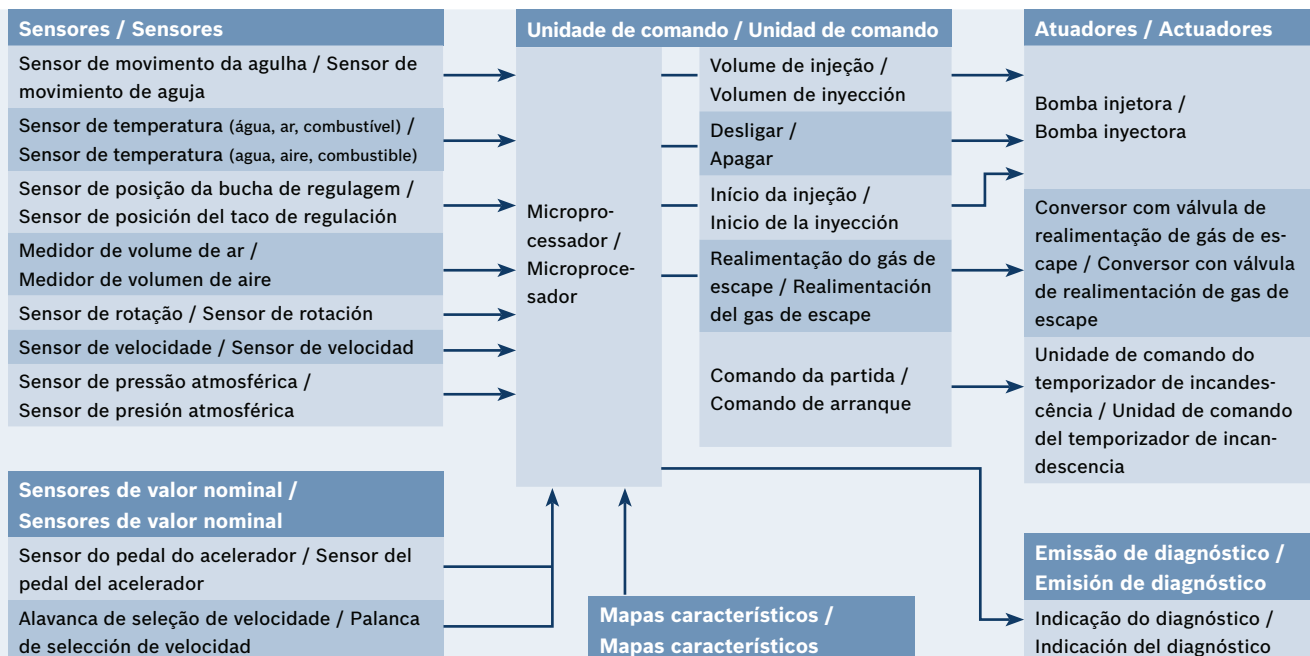 Sensores / Sensores
Sensor de movimento da agulha / Sensor de
movimiento de aguja
Sensor de temperatura (água, ar, combustível) /
Sensor de temperatura (agua, aire, combustible)
Sensor de posição da bucha de regulagem /
Sensor de posición del taco de regulación
Medidor de volume de ar /
Medidor de volumen de aire
Sensor de rotação / Sensor de rotación
Sensor de velocidade / Sensor de velocidad
Sensor de pressão atmosférica /
Sensor de presión atmosférica
Sensores de valor nominal /
Sensores de valor nominal
Sensor do pedal do acelerador / Sensor del
pedal del acelerador
Alavanca de seleção de velocidade / Palanca
de selección de velocidad
Unidade de comando / Unidad de comando
Micropro-
cessador /
Microproce-
sador
Volume de injeção /
Volumen de inyección
Desligar /
Apagar
Início da injeção /
Inicio de la inyección
Realimentação do gás de
escape / Realimentación
del gas de escape
Comando da partida /
Comando de arranque
Mapas característicos /
Mapas característicos
Atuadores / Actuadores
Bomba injetora /
Bomba inyectora
Conversor com válvula de
realimentação de gás de es-
cape / Conversor con válvula
de realimentación de gas de
escape
Unidade de comando do
temporizador de incandes-
cência / Unidad de comando
del temporizador de incan-
descencia
Emissão de diagnóstico /
Emisión de diagnóstico
Indicação do diagnóstico /
Indicación del diagnóstico